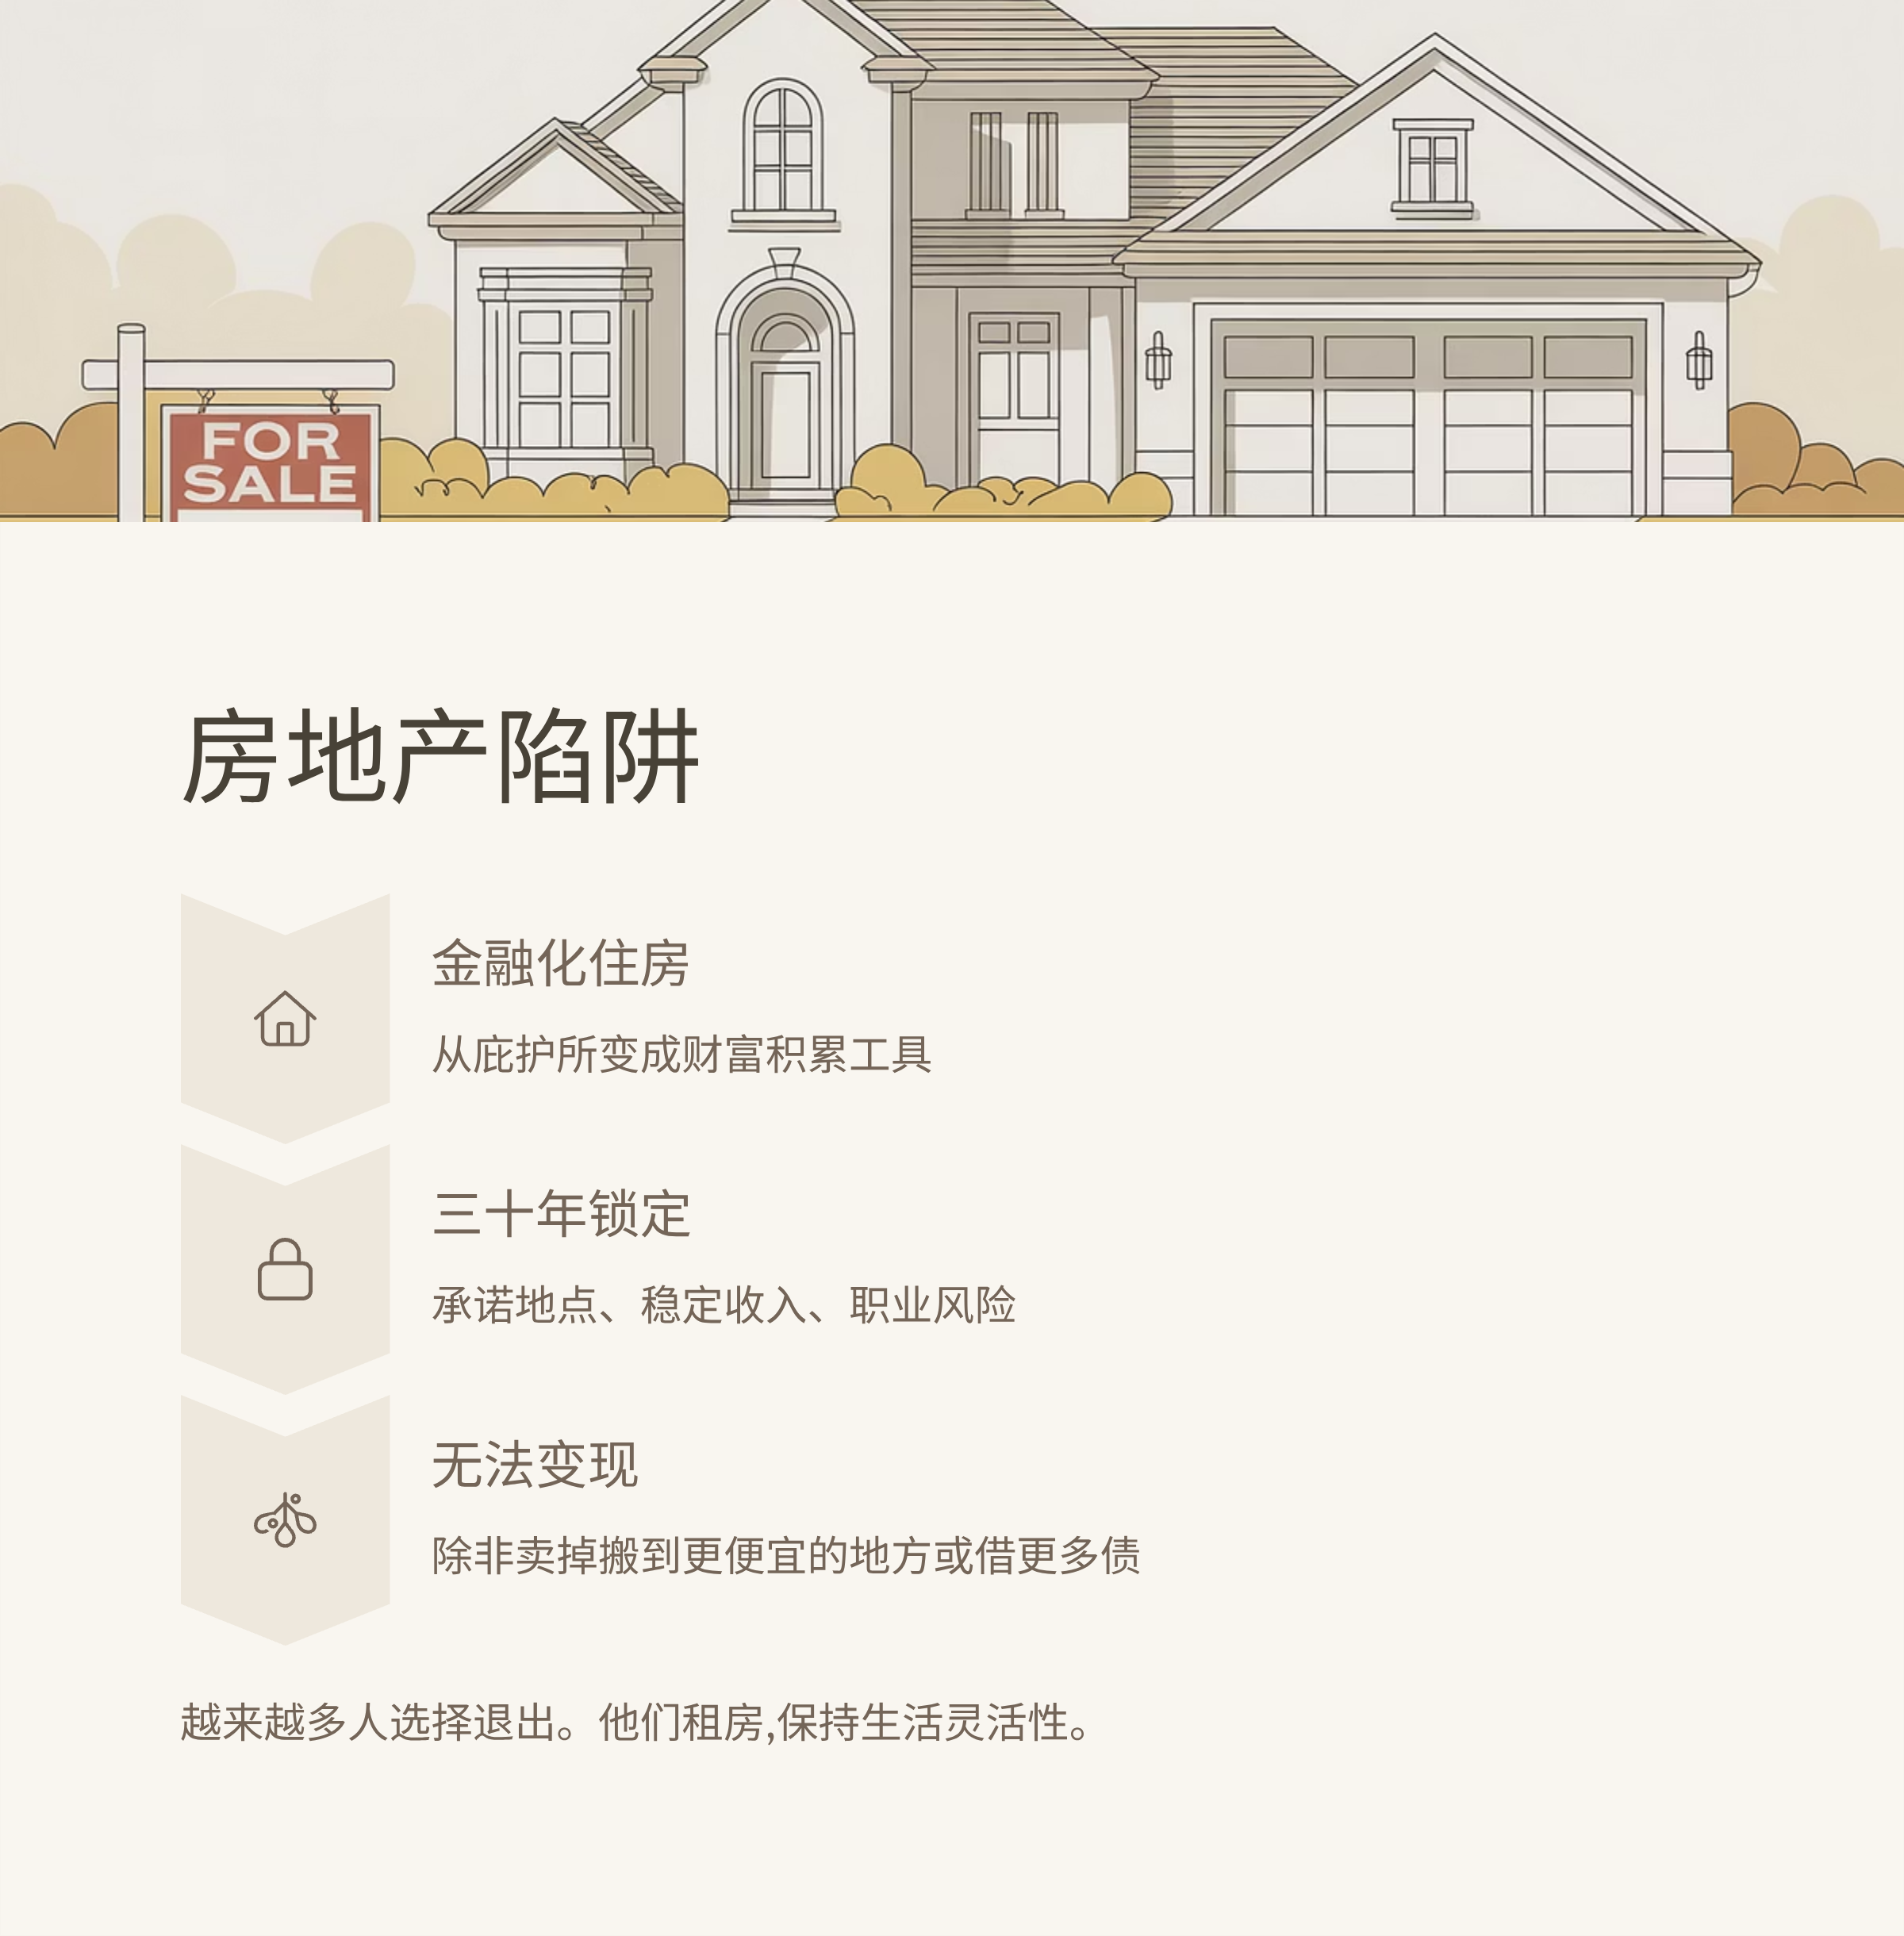 FOR
SALE
房地产陷阱
金融化住房
从庇护所变成财富积累工具
三十年锁定
承诺地点、稳定收入、职业风险
无法变现
除非卖掉搬到更便宜的地方或借更多债
越来越多人选择退出。他们租房,保持生活灵活性。